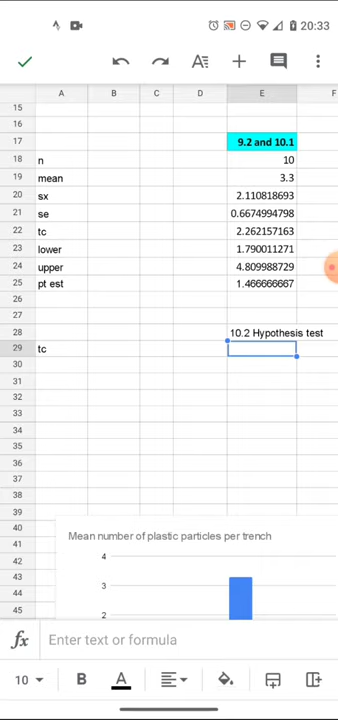 20:33
A B C D E F
15
16
17 9.2 and 10.1
18 n 10
19 mean 3.3
20 sx 2.110818693
21 se 0.6674994798
22 tc 2.262157163
23 lower 1.790011271
24 upper 4.809988729
25 pt est 1.466666667
26
27
28 10.2 Hypothesis test
29 tc
30
31
32
33
34
35
36
37
38
39
40
Mean number of plastic particles per trench
41
42 4
43
44 3
45 2
fx Enter text or formula
10 B A